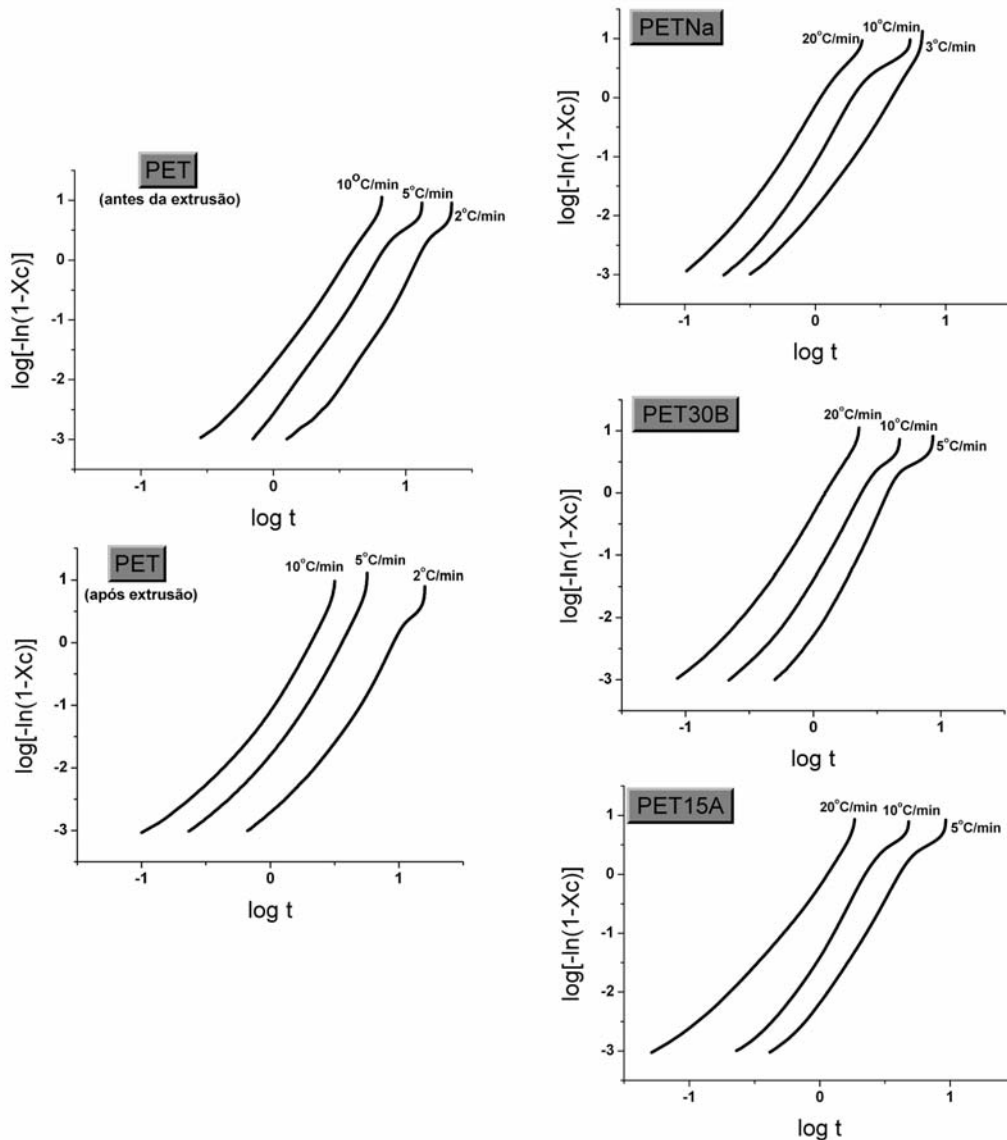 PET
(antes da extrusão)
10°C/min
5°C/min
2°C/min
log[-ln(1-Xc)]
1
0
-1
-2
-3
-1
0
1
log t
PET
(após extrusão)
10°C/min
5°C/min
2°C/min
log[-ln(1-Xc)]
1
0
-1
-2
-3
-1
0
1
log t
PETNa
20°C/min
10°C/min
3°C/min
log[-ln(1-Xc)]
1
0
-1
-2
-3
-1
0
1
log t
PET30B
20°C/min
10°C/min
5°C/min
log[-ln(1-Xc)]
1
0
-1
-2
-3
-1
0
1
log t
PET15A
20°C/min
10°C/min
5°C/min
log[-ln(1-Xc)]
1
0
-1
-2
-3
-1
0
1
log t